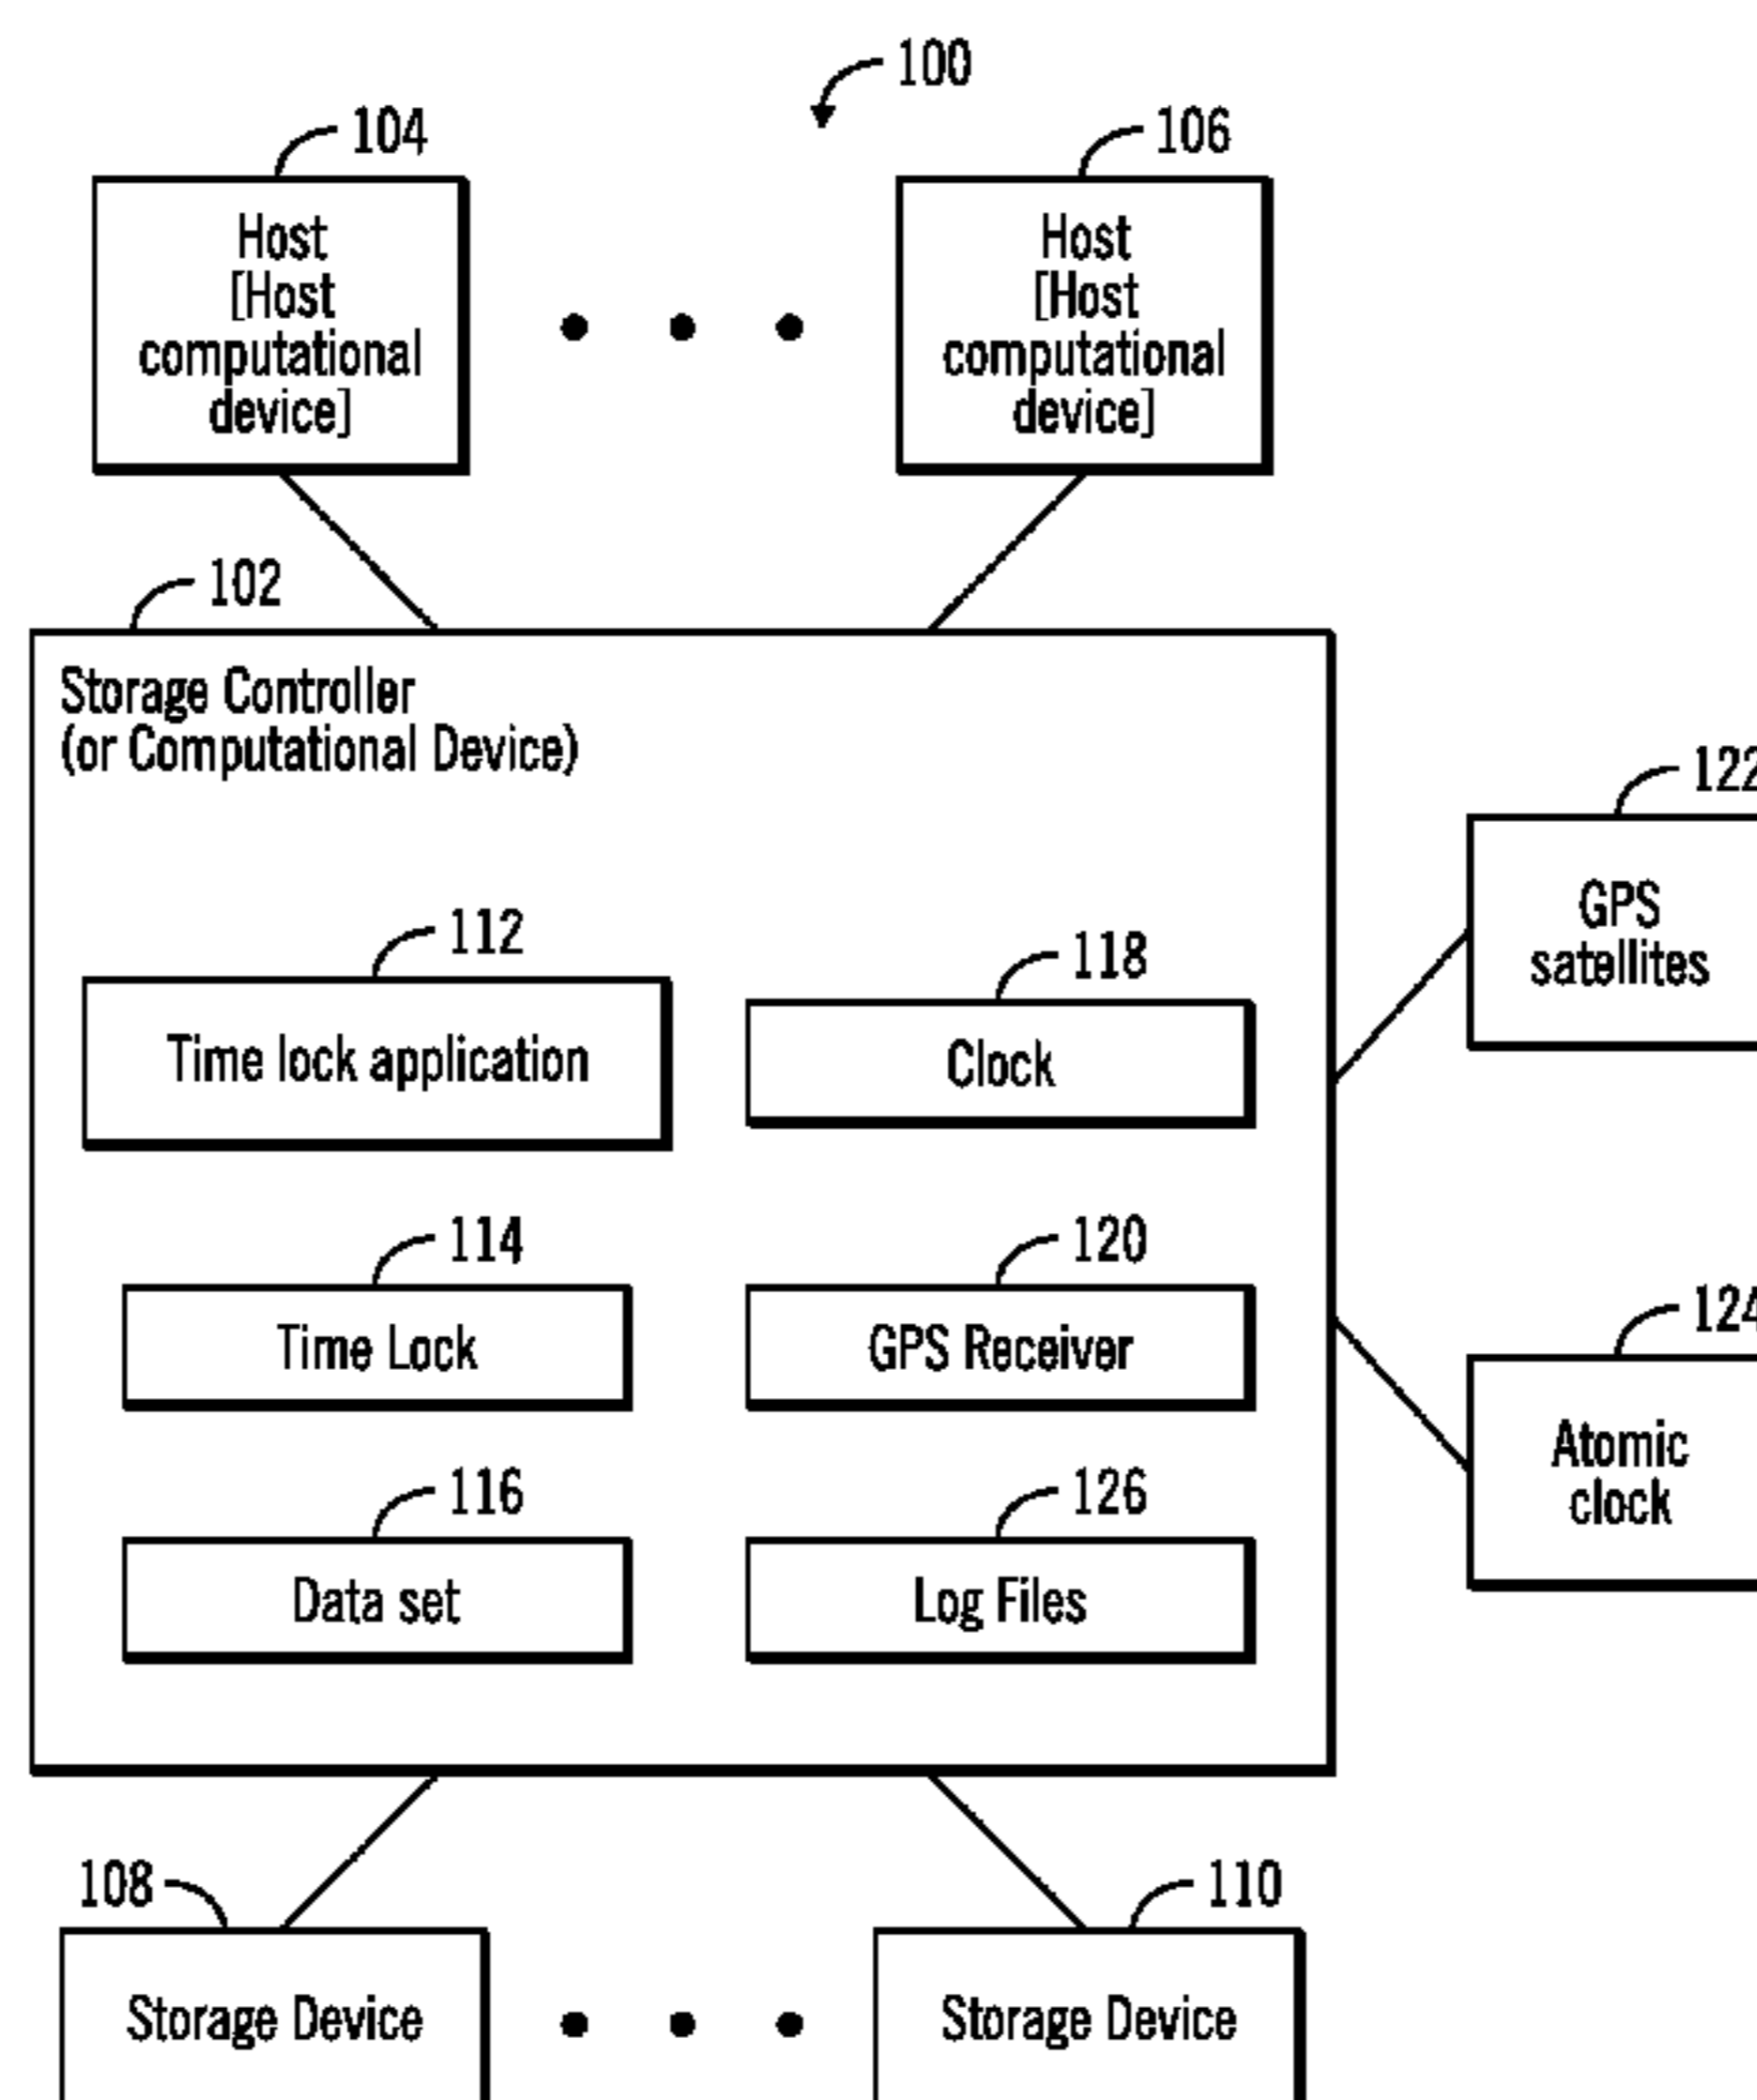 100
104
106
Host
[Host
computational
device]
Host
[Host
computational
device]
102
Storage Controller
(or Computational Device)
122
GPS
satellites
112
Time lock application
118
Clock
114
Time Lock
120
GPS Receiver
124
Atomic
clock
116
Data set
126
Log Files
108
Storage Device
110
Storage Device